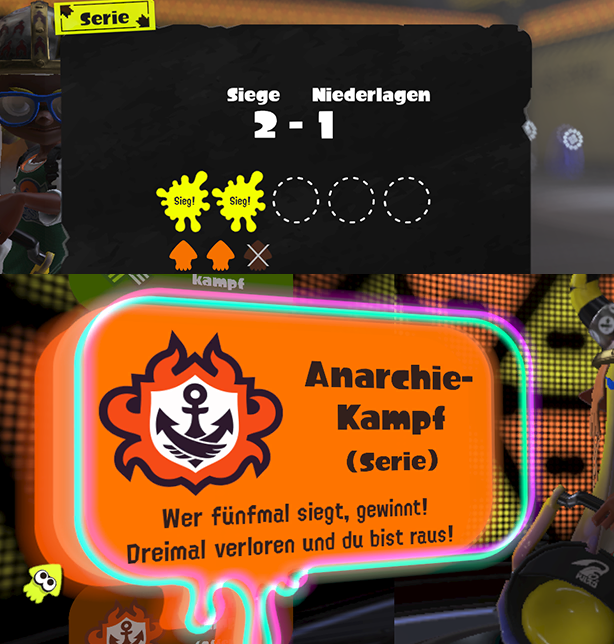 Serie
Siege Niederlagen
2 - 1
Sieg! Sieg!
kampf
Anarchie-
Kampf
(Serie)
Wer fünfmal siegt, gewinnt!
Dreimal verloren und du bist raus!